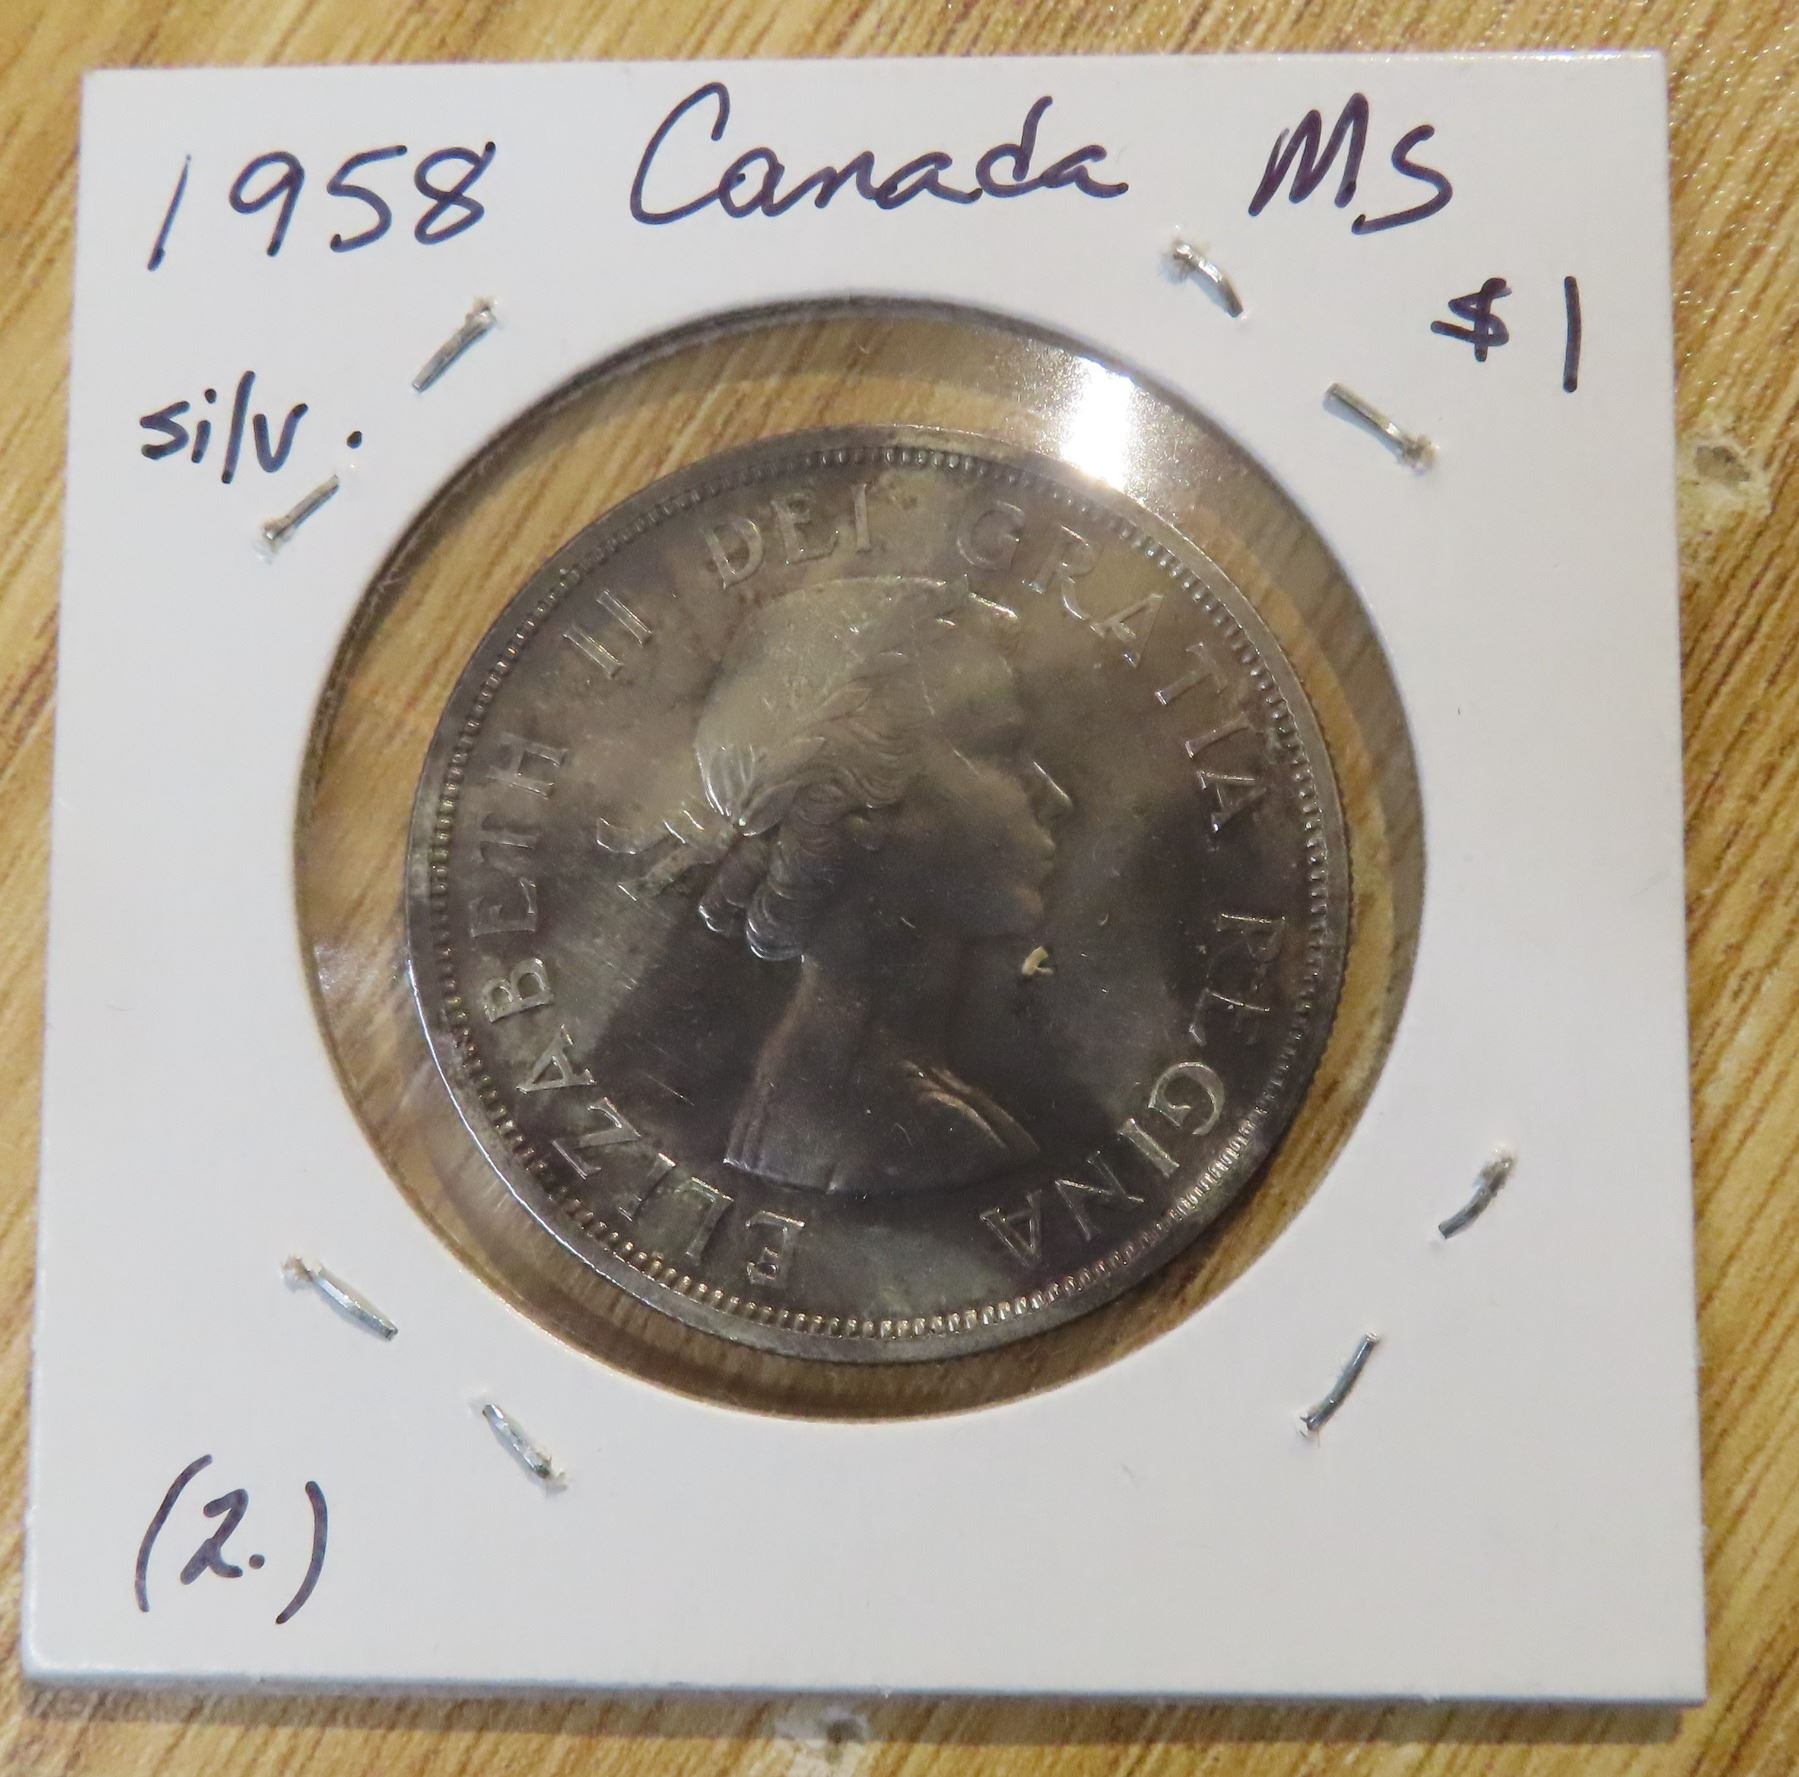 1958 Canada MS
$1
silv.
ELIZABETH II DEI GRATIA REGINA
(2.)